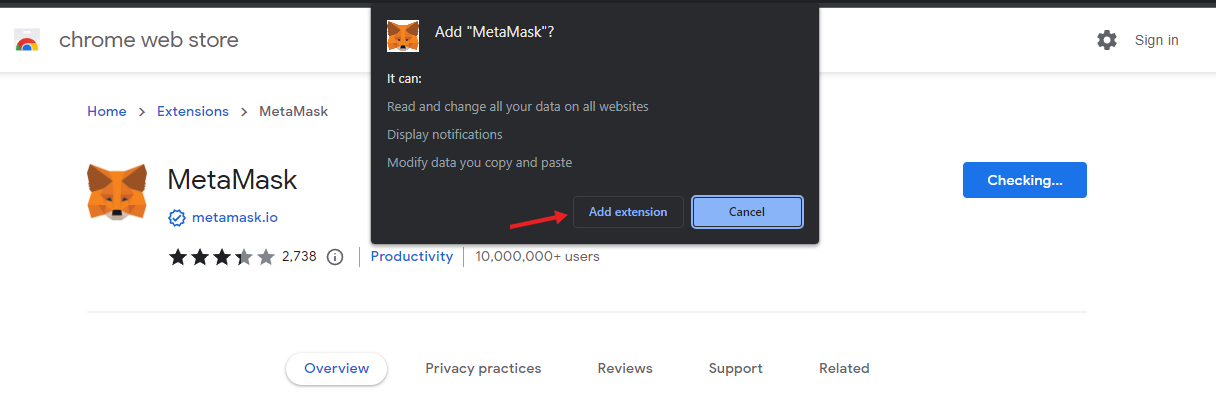 chrome web store
Sign in
Add "MetaMask"?
It can:
Read and change all your data on all websites
Display notifications
Modify data you copy and paste
Add extension
Cancel
Home > Extensions > MetaMask
MetaMask
Checking...
metamask.io
2,738
Productivity
10,000,000+ users
Overview
Privacy practices
Reviews
Support
Related